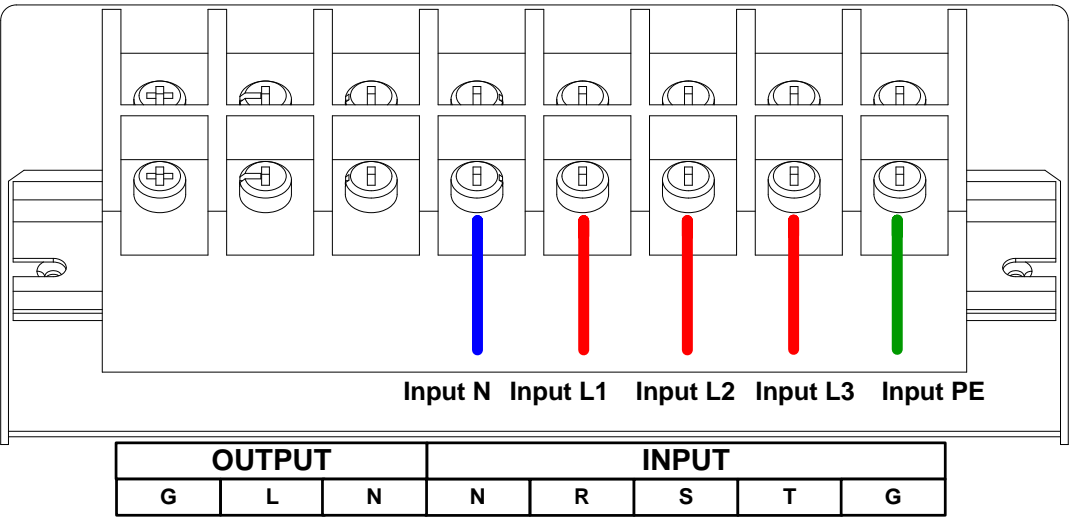 Input N Input L1 Input L2 Input L3 Input PE
OUTPUT INPUT
G L N N R S T G